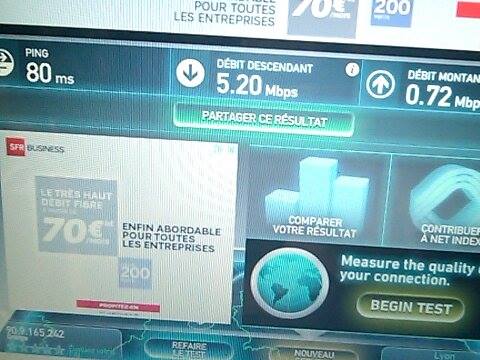 POUR TOUTES
LES ENTREPRISES
70€
/MOIS
200
PING
80 ms
DÉBIT DESCENDANT
5.20 Mbps
DÉBIT MONTAN
0.72 Mbp
PARTAGER CE RÉSULTAT
SFR BUSINESS
LE TRÈS HAUT
DÉBIT FIBRE
70€
/MOIS
ENFIN ABORDABLE
POUR TOUTES
LES ENTREPRISES
200
PROFITEZ-EN
COMPARER
VOTRE RÉSULTAT
CONTRIBUER
À NET INDEX
Measure the quality
your connection.
BEGIN TEST
90.9.165.242
REFAIRE
LE TEST
NOUVEAU
Lyon